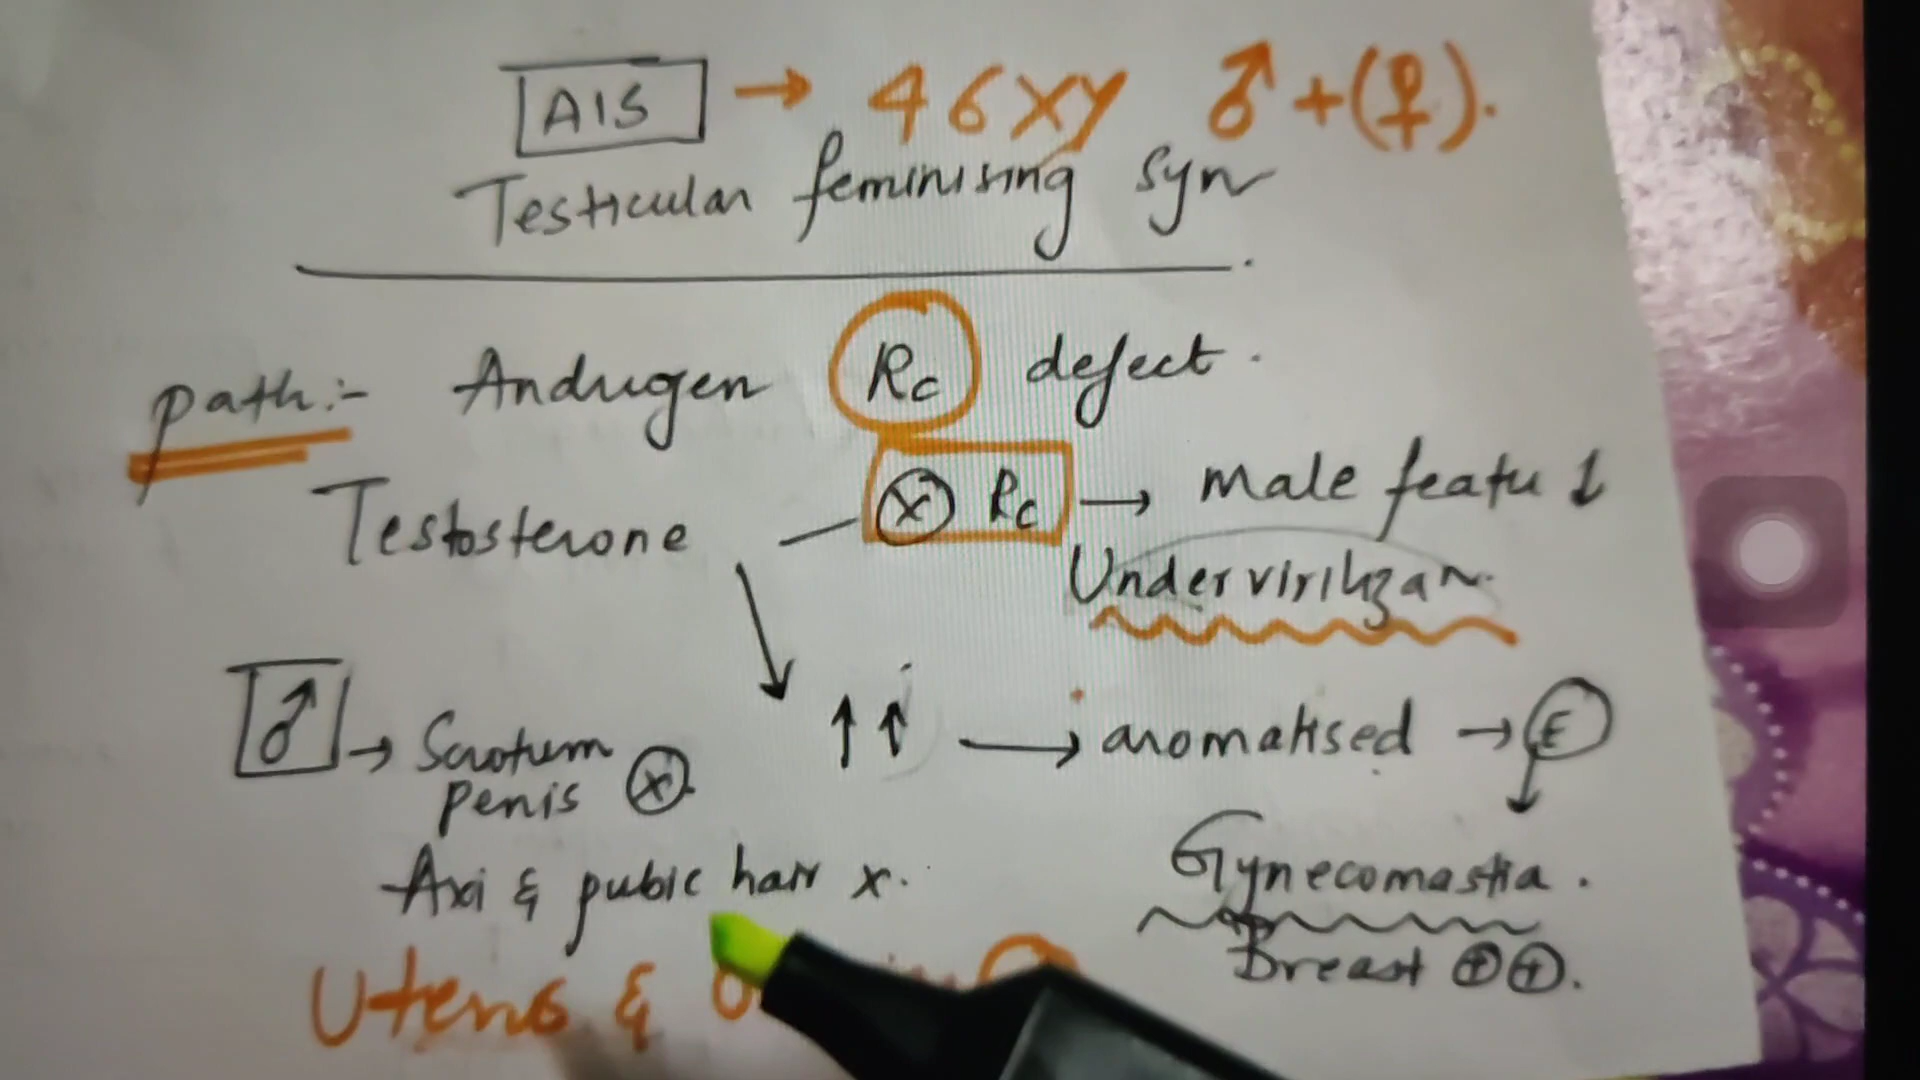 AIS → 46XY ♂ + (♀).
Testicular feminising syn
path:- Androgen Rc defect.
Testosterone — ⊗ Rc → male featu ↓
Undervirilizan.
↑↑ → aromatised → E
♂ → Scrotum
penis ⊗.
Gynecomastia.
Axi & pubic hair x.
Breast ⊕⊕.
Uterus &